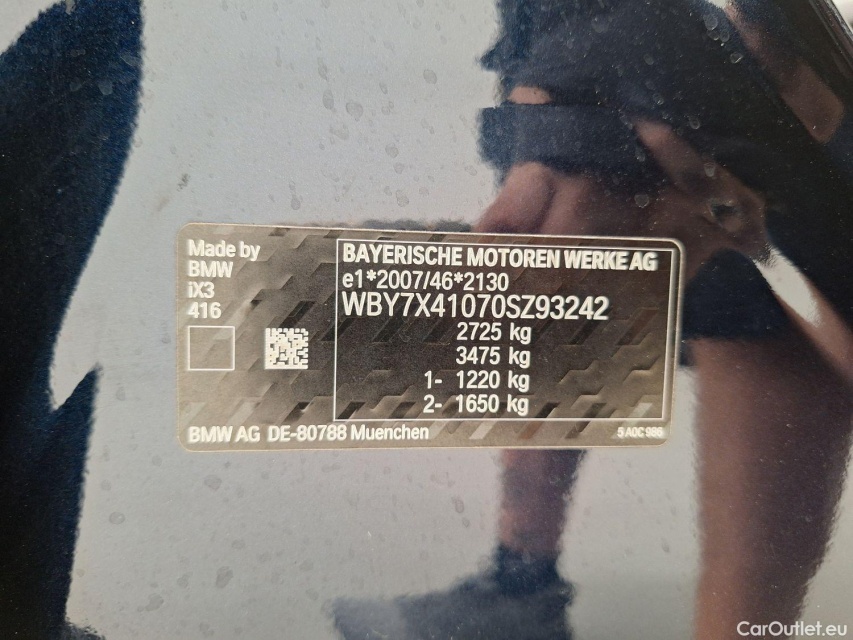 Made by
BMW
iX3
416
BAYERISCHE MOTOREN WERKE AG
e1*2007/46*2130
WBY7X41070SZ93242
2725 kg
3475 kg
1- 1220 kg
2- 1650 kg
BMW AG DE-80788 Muenchen
5 A0C 986
CarOutlet.eu